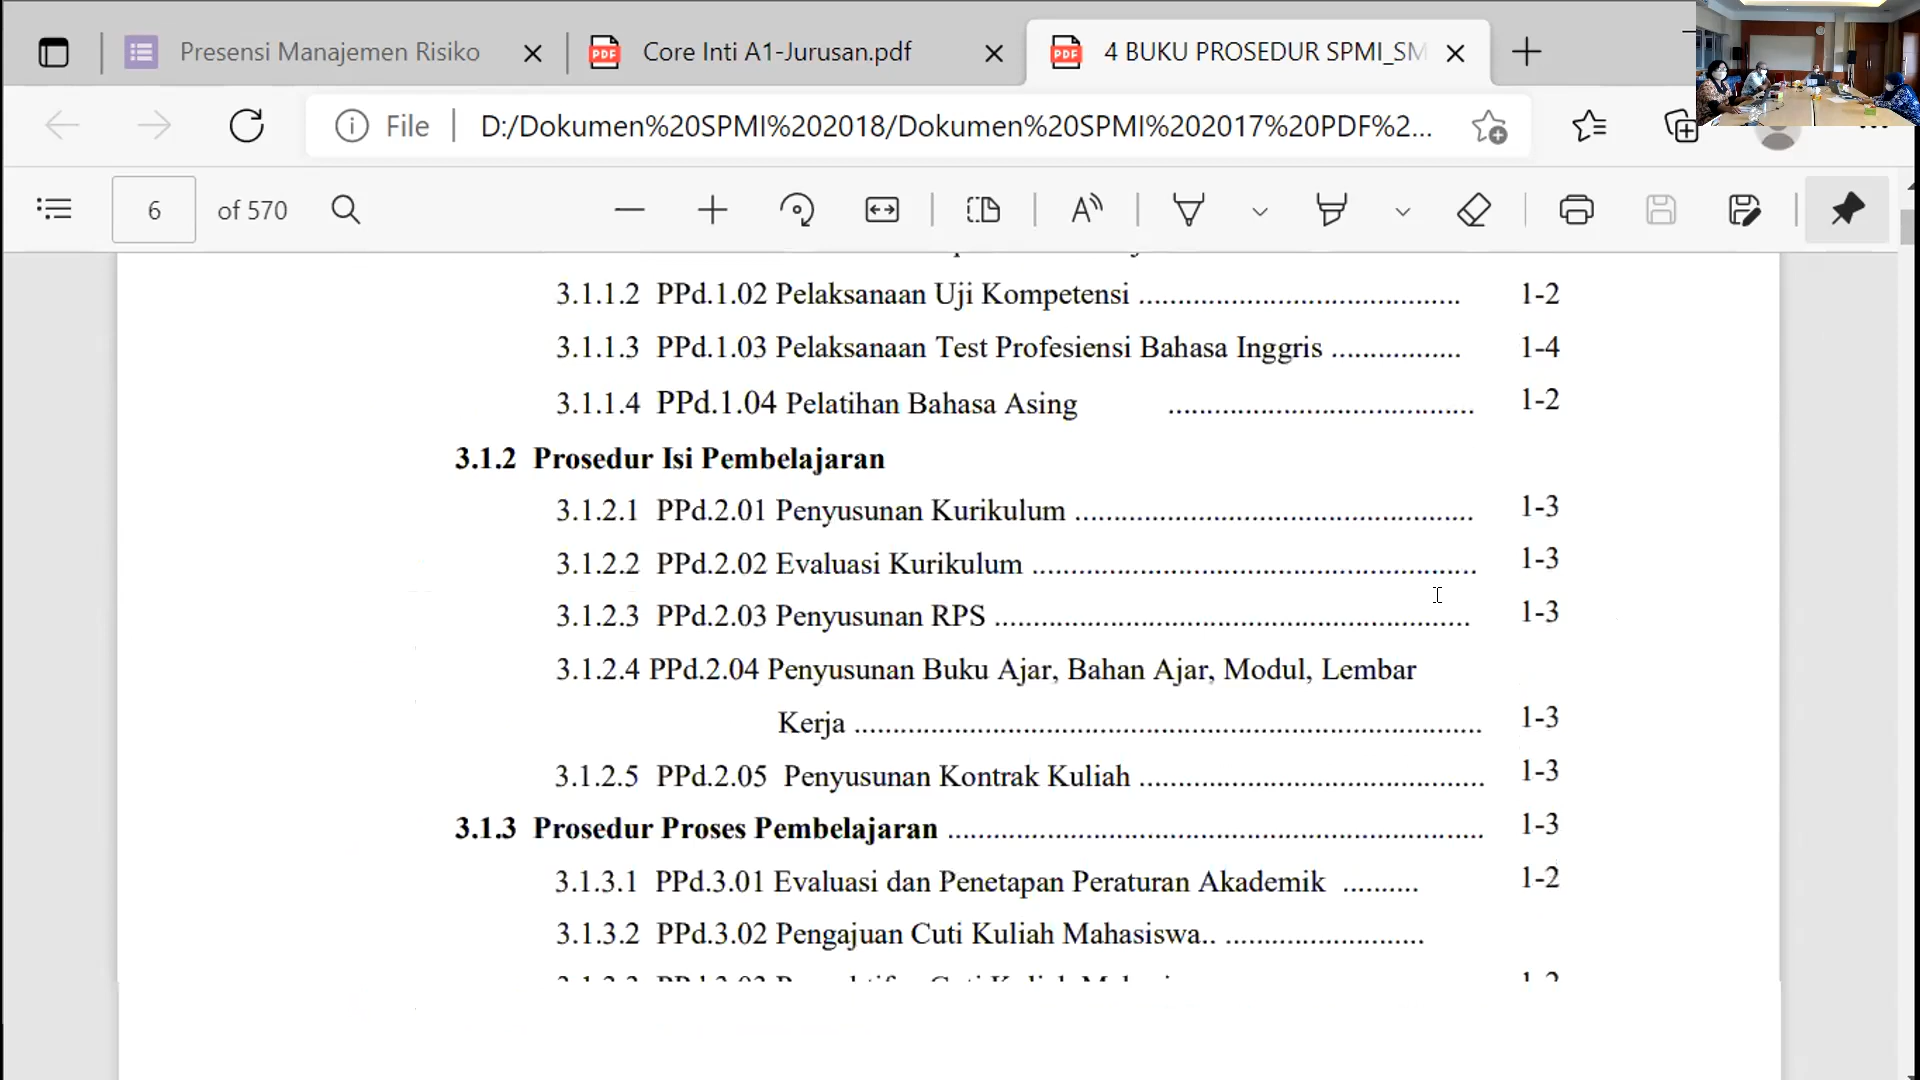 Presensi Manajemen Risiko
Core Inti A1-Jurusan.pdf
4 BUKU PROSEDUR SPMI_SM
File
D:/Dokumen%20SPMI%202018/Dokumen%20SPMI%202017%20PDF%2...
6 of 570
3.1.1.2 PPd.1.02 Pelaksanaan Uji Kompetensi ......................................... 1-2
3.1.1.3 PPd.1.03 Pelaksanaan Test Profesiensi Bahasa Inggris ................. 1-4
3.1.1.4 PPd.1.04 Pelatihan Bahasa Asing ....................................... 1-2
3.1.2 Prosedur Isi Pembelajaran
3.1.2.1 PPd.2.01 Penyusunan Kurikulum ................................................... 1-3
3.1.2.2 PPd.2.02 Evaluasi Kurikulum ......................................................... 1-3
3.1.2.3 PPd.2.03 Penyusunan RPS ............................................................. 1-3
3.1.2.4 PPd.2.04 Penyusunan Buku Ajar, Bahan Ajar, Modul, Lembar
Kerja ................................................................................ 1-3
3.1.2.5 PPd.2.05 Penyusunan Kontrak Kuliah ............................................ 1-3
3.1.3 Prosedur Proses Pembelajaran ..................................................................... 1-3
3.1.3.1 PPd.3.01 Evaluasi dan Penetapan Peraturan Akademik .......... 1-2
3.1.3.2 PPd.3.02 Pengajuan Cuti Kuliah Mahasiswa.. .........................